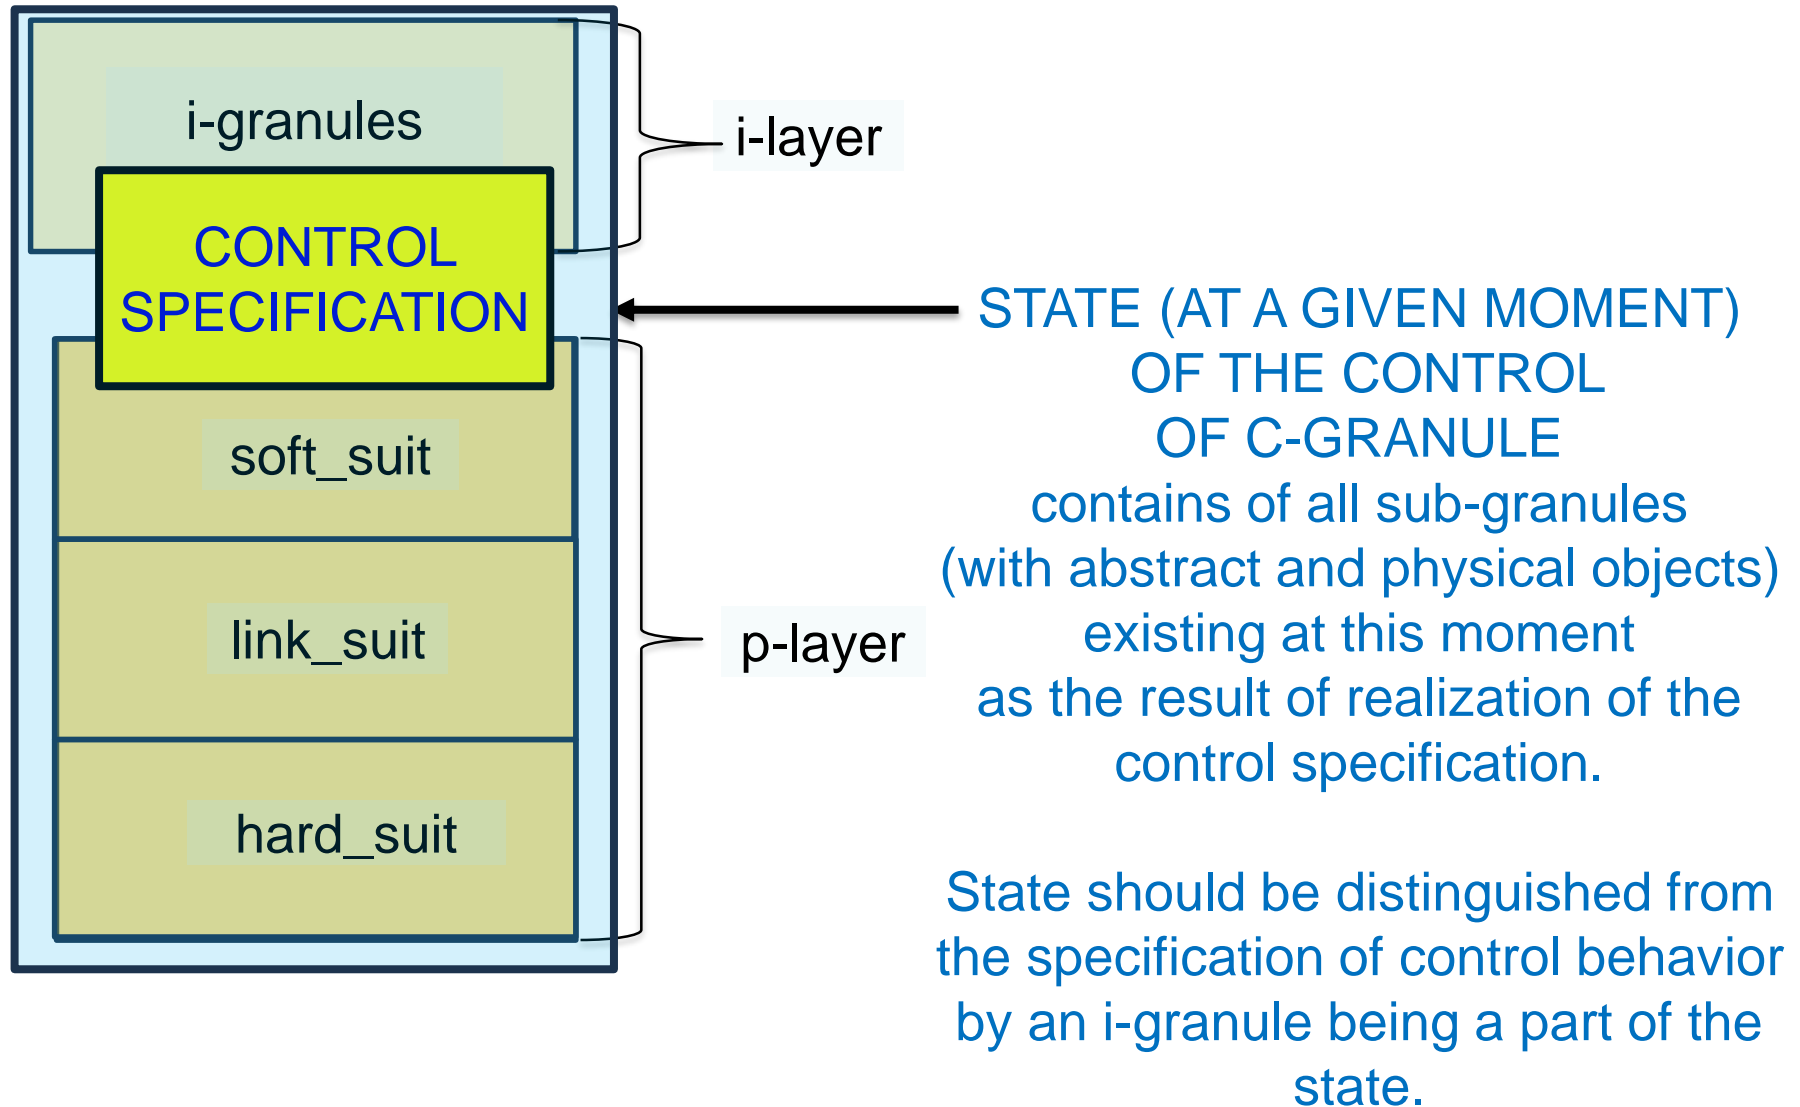 i-granules
i-layer
CONTROL
SPECIFICATION
soft_suit
link_suit
p-layer
hard_suit
STATE (AT A GIVEN MOMENT)
OF THE CONTROL
OF C-GRANULE
contains of all sub-granules
(with abstract and physical objects)
existing at this moment
as the result of realization of the
control specification.
State should be distinguished from
the specification of control behavior
by an i-granule being a part of the
state.